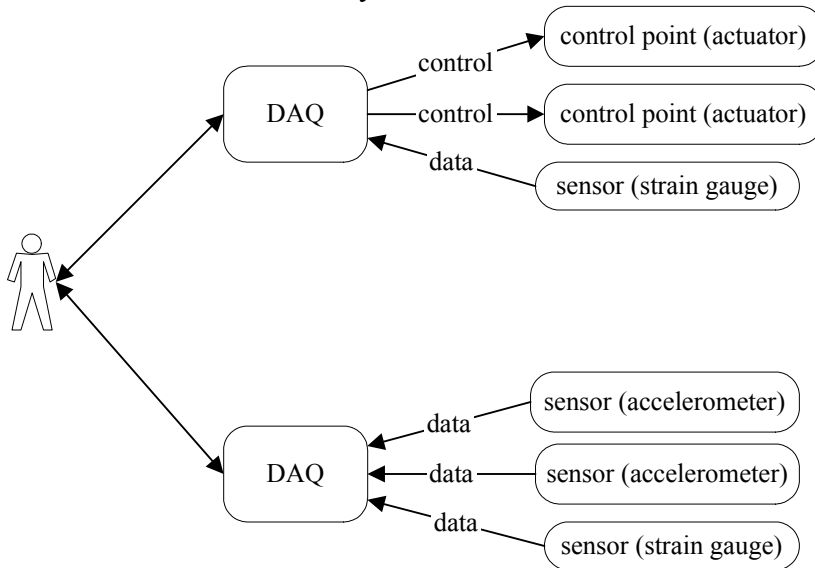 control point (actuator)
control
DAQ
control
control point (actuator)
data
sensor (strain gauge)
sensor (accelerometer)
data
DAQ
data
sensor (accelerometer)
data
sensor (strain gauge)